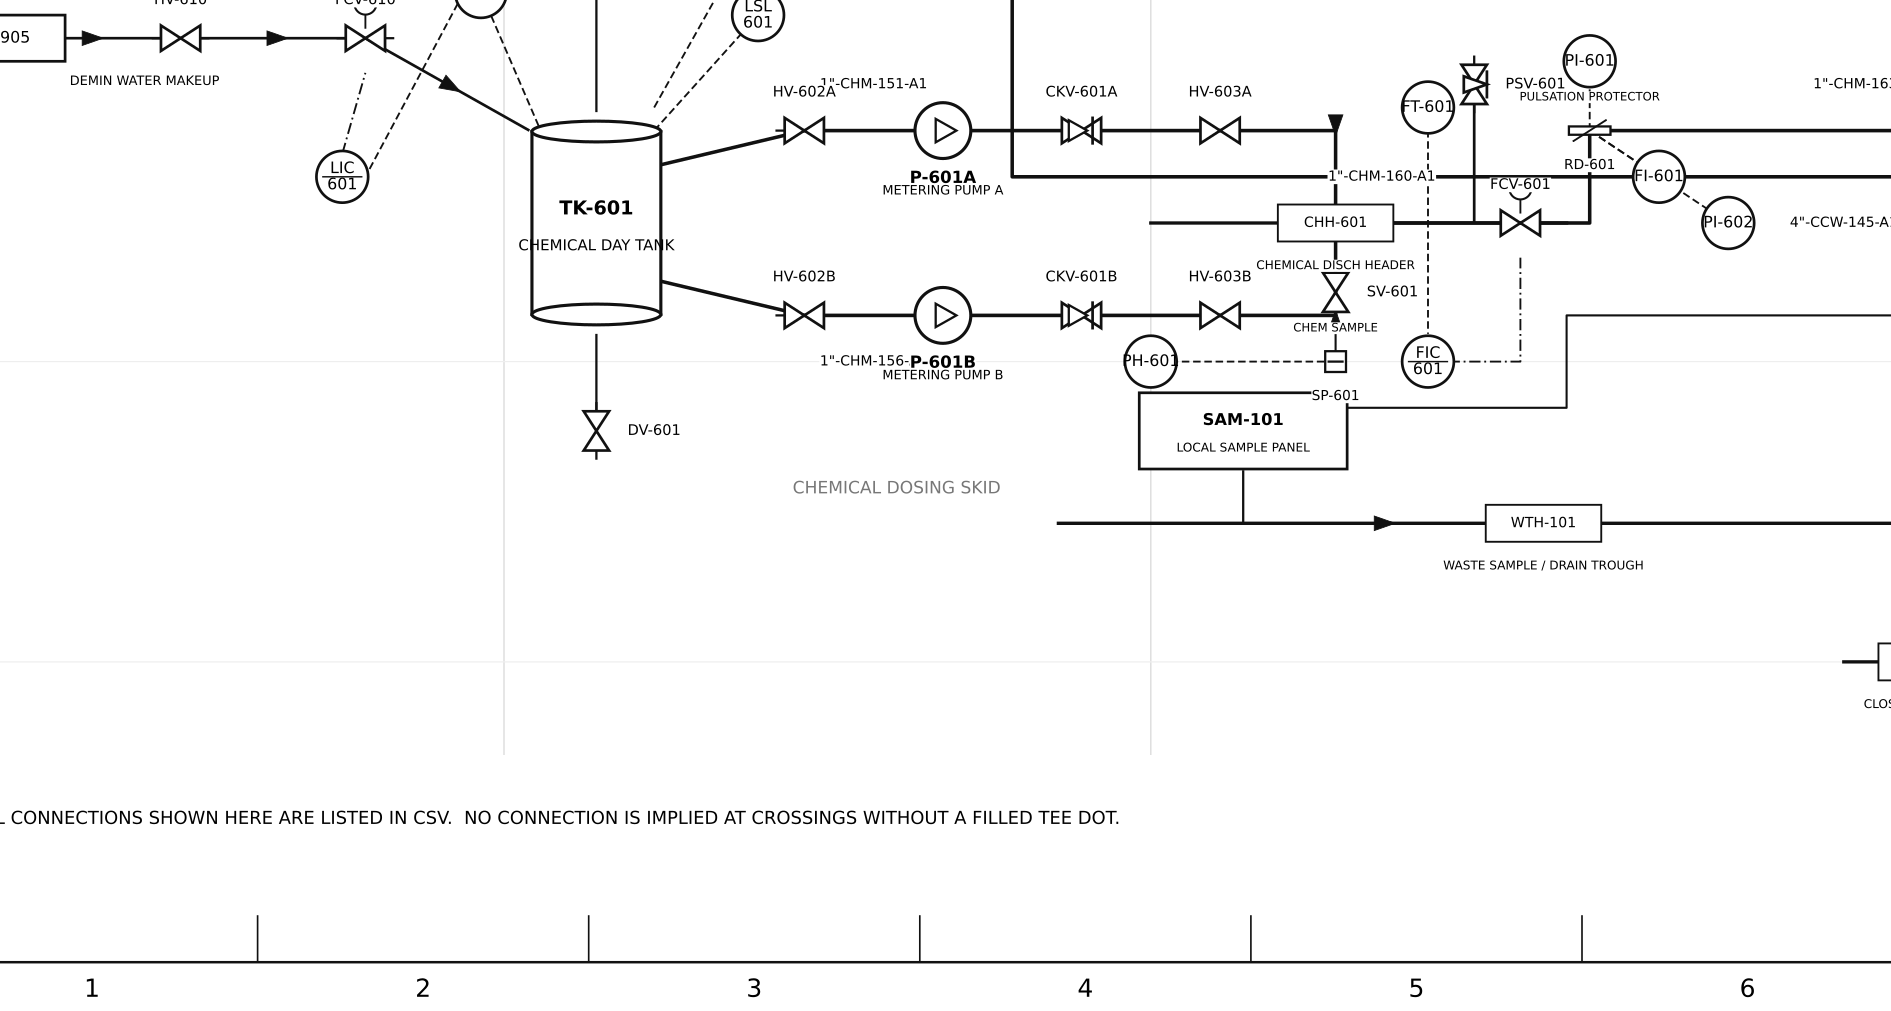 905
DEMIN WATER MAKEUP
LSL
601
LIC
601
TK-601
CHEMICAL DAY TANK
DV-601
HV-602A
1"-CHM-151-A1
P-601A
METERING PUMP A
CKV-601A
HV-603A
HV-602B
1"-CHM-156-
P-601B
METERING PUMP B
CKV-601B
HV-603B
1"-CHM-160-A1
CHH-601
CHEMICAL DISCH HEADER
SV-601
CHEM SAMPLE
PH-601
SP-601
SAM-101
LOCAL SAMPLE PANEL
FT-601
FIC
601
PSV-601
PI-601
PULSATION PROTECTOR
RD-601
FCV-601
FI-601
PI-602
4"-CCW-145-A
CHEMICAL DOSING SKID
WTH-101
WASTE SAMPLE / DRAIN TROUGH
CONNECTIONS SHOWN HERE ARE LISTED IN CSV. NO CONNECTION IS IMPLIED AT CROSSINGS WITHOUT A FILLED TEE DOT.
1
2
3
4
5
6